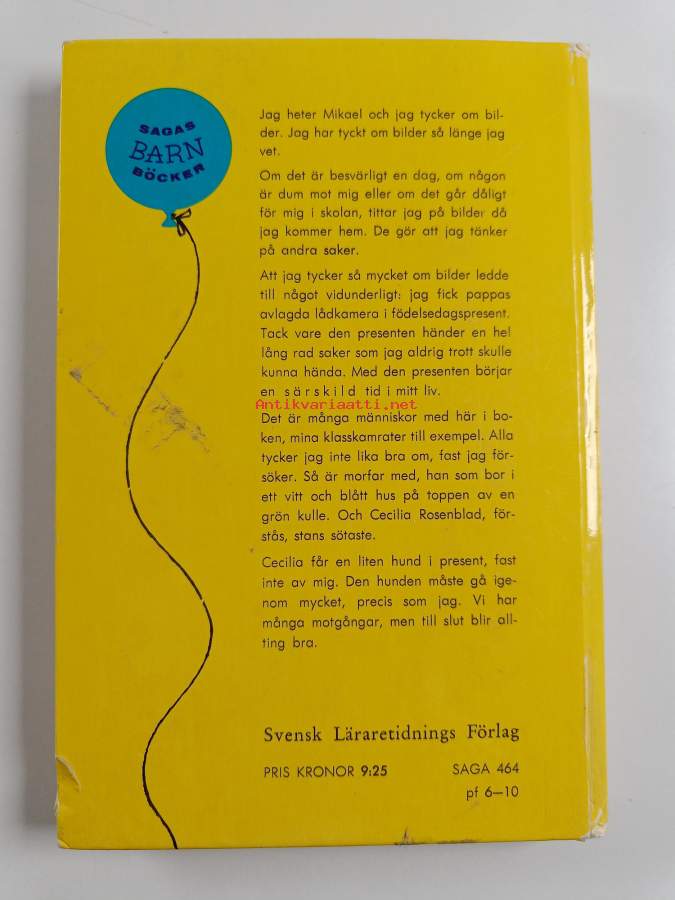 SAGAS
BARN
BÖCKER
Jag heter Mikael och jag tycker om bil-
der. Jag har tyckt om bilder så länge jag
vet.
Om det är besvärligt en dag, om någon
är dum mot mig eller om det går dåligt
för mig i skolan, tittar jag på bilder då
jag kommer hem. De gör att jag tänker
på andra saker.
Att jag tycker så mycket om bilder ledde
till något vidunderligt: jag fick pappas
avlagda lådkamera i födelsedagspresent.
Tack vare den presenten händer en hel
lång rad saker som jag aldrig trott skulle
kunna hända. Med den presenten börjar
en särskild tid i mitt liv.
Antikvariaatti.net
Det är många människor med här i bo-
ken, mina klasskamrater till exempel. Alla
tycker jag inte lika bra om, fast jag för-
söker. Så är morfar med, han som bor i
ett vitt och blått hus på toppen av en
grön kulle. Och Cecilia Rosenblad, för-
stås, stans sötaste.
Cecilia får en liten hund i present, fast
inte av mig. Den hunden måste gå ige-
nom mycket, precis som jag. Vi har
många motgångar, men till slut blir all-
ting bra.
Svensk Läraretidnings Förlag
PRIS KRONOR 9:25 SAGA 464
pf 6—10